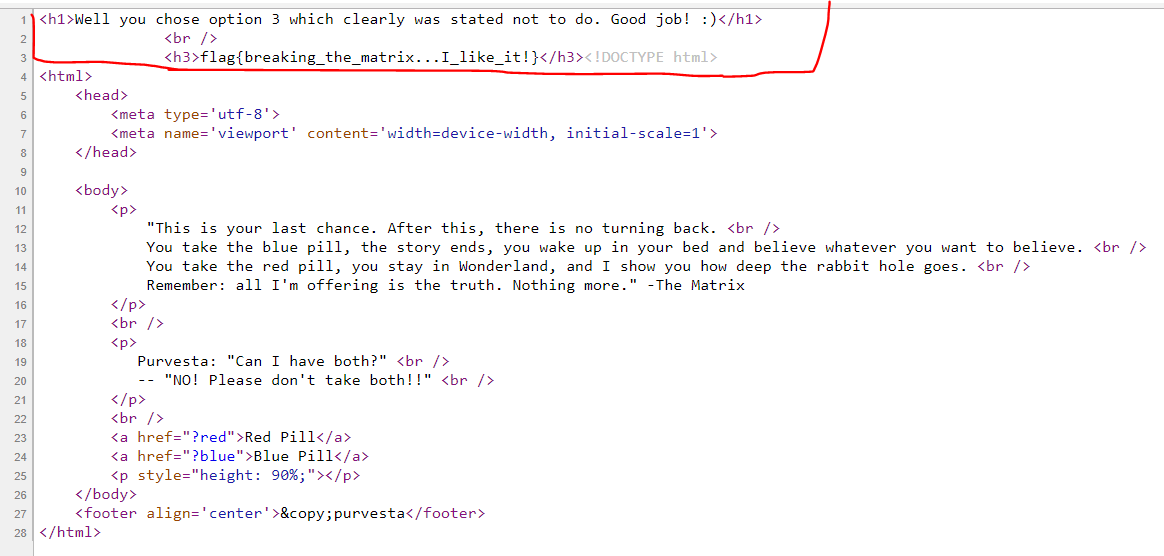 1 <h1>Well you chose option 3 which clearly was stated not to do. Good job! :)</h1>
2 <br />
3 <h3>flag{breaking_the_matrix...I_like_it!}</h3><!DOCTYPE html>
4 <html>
5 <head>
6 <meta type='utf-8'>
7 <meta name='viewport' content='width=device-width, initial-scale=1'>
8 </head>
9
10 <body>
11 <p>
12 "This is your last chance. After this, there is no turning back. <br />
13 You take the blue pill, the story ends, you wake up in your bed and believe whatever you want to believe. <br />
14 You take the red pill, you stay in Wonderland, and I show you how deep the rabbit hole goes. <br />
15 Remember: all I'm offering is the truth. Nothing more." -The Matrix
16 </p>
17 <br />
18 <p>
19 Purvesta: "Can I have both?" <br />
20 -- "NO! Please don't take both!!" <br />
21 </p>
22 <br />
23 <a href="?red">Red Pill</a>
24 <a href="?blue">Blue Pill</a>
25 <p style="height: 90%;"></p>
26 </body>
27 <footer align='center'>&copy;purvesta</footer>
28 </html>